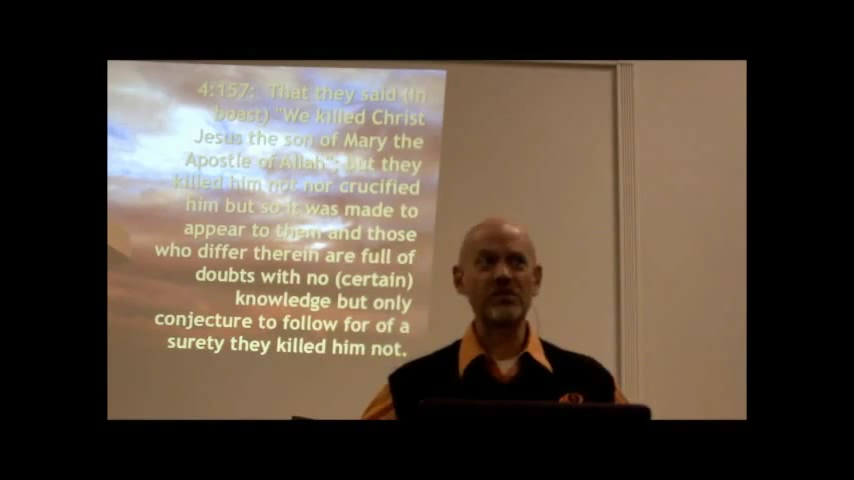 4:157: That they said (in
boast) "We killed Christ
Jesus the son of Mary the
Apostle of Allah"; but they
killed him not nor crucified
him but so it was made to
appear to them and those
who differ therein are full of
doubts with no (certain)
knowledge but only
conjecture to follow for of a
surety they killed him not.